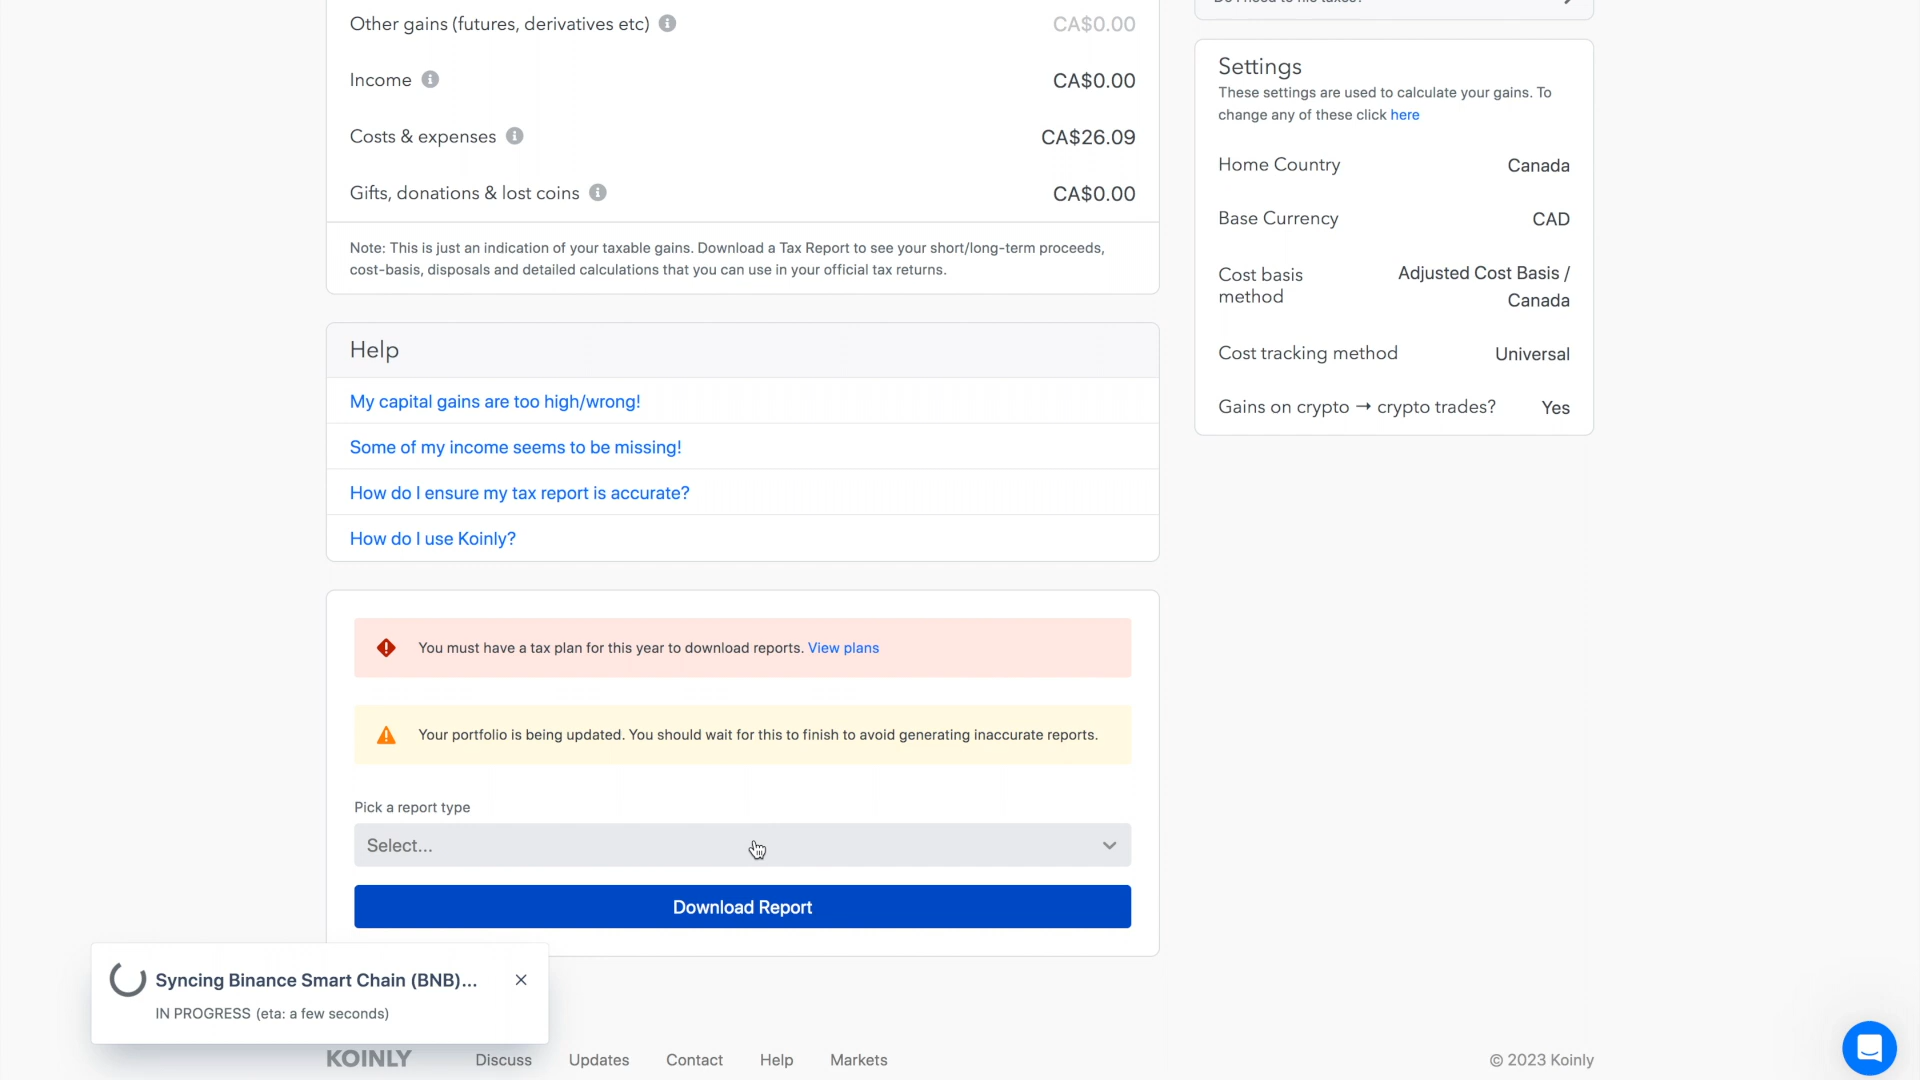 Other gains (futures, derivatives etc)
CA$0.00
Income
CA$0.00
Costs & expenses
CA$26.09
Gifts, donations & lost coins
CA$0.00
Note: This is just an indication of your taxable gains. Download a Tax Report to see your short/long-term proceeds,
cost-basis, disposals and detailed calculations that you can use in your official tax returns.
Help
My capital gains are too high/wrong!
Some of my income seems to be missing!
How do I ensure my tax report is accurate?
How do I use Koinly?
You must have a tax plan for this year to download reports. View plans
Your portfolio is being updated. You should wait for this to finish to avoid generating inaccurate reports.
Pick a report type
Select...
Download Report
Settings
These settings are used to calculate your gains. To
change any of these click here
Home Country
Canada
Base Currency
CAD
Cost basis
method
Adjusted Cost Basis /
Canada
Cost tracking method
Universal
Gains on crypto → crypto trades?
Yes
Syncing Binance Smart Chain (BNB)...
IN PROGRESS (eta: a few seconds)
KOINLY
Discuss
Updates
Contact
Help
Markets
© 2023 Koinly